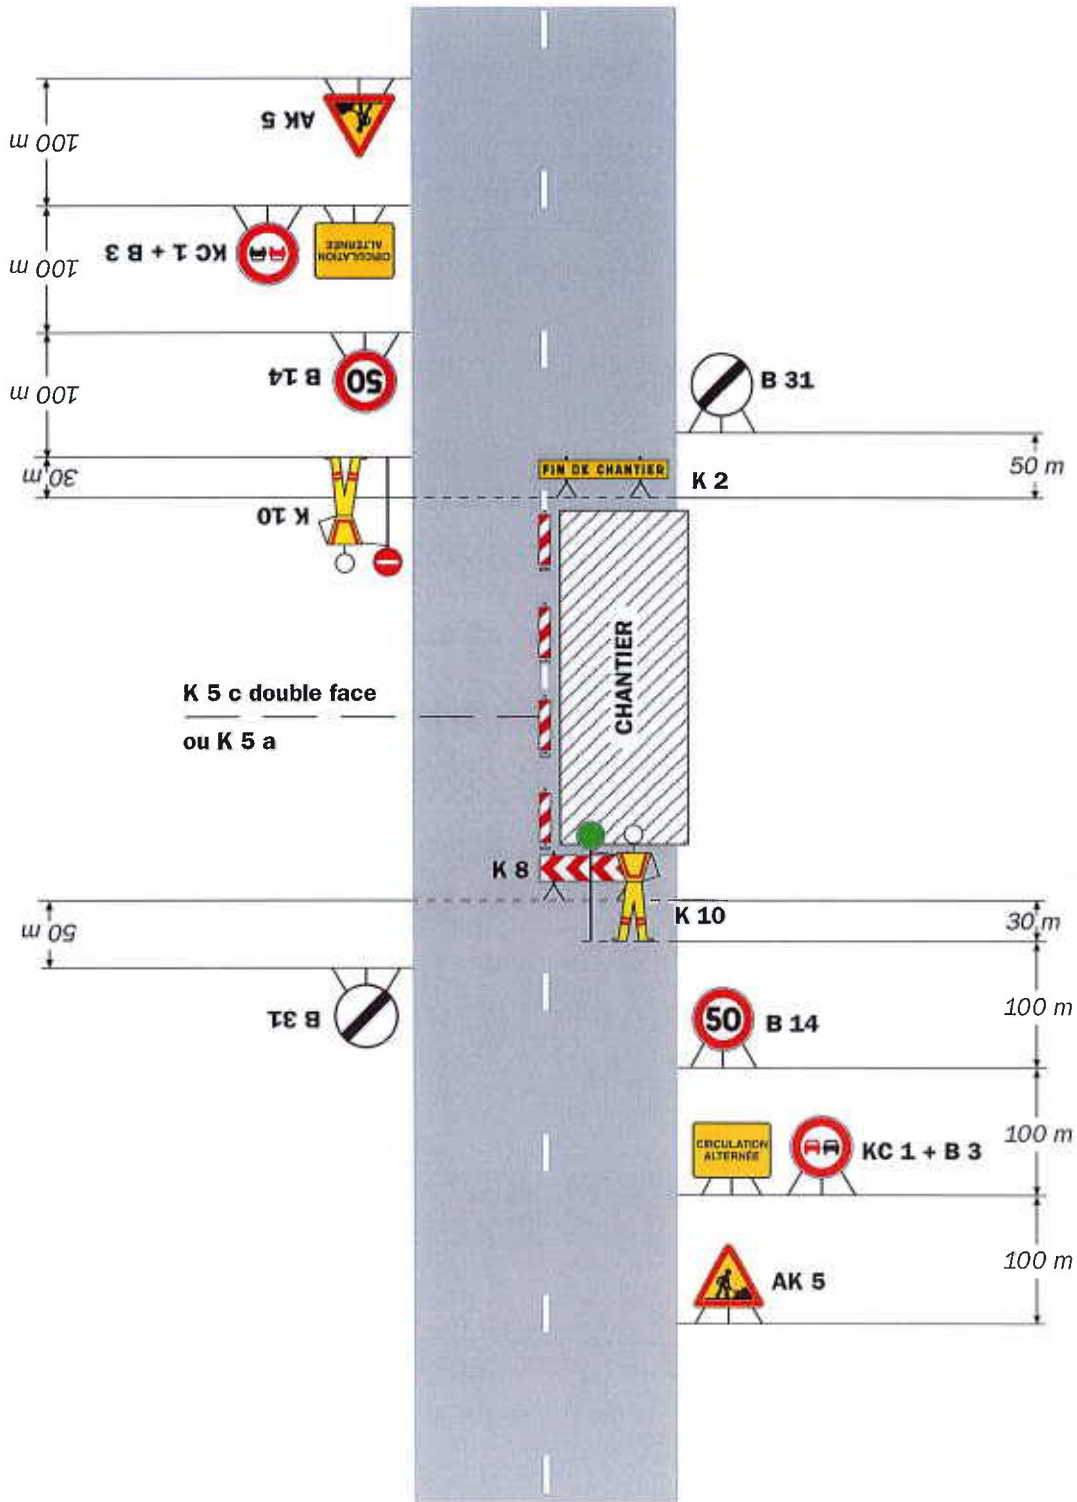 AK 5
100 m
KC 1 + B 3
CIRCULATION
ALTERNÉE
100 m
B 14
50
100 m
B 31
50 m
FIN DE CHANTIER
K 2
30 m
K 10
CHANTIER
K 5 c double face
ou K 5 a
K 8
K 10
30 m
50 m
B 31
50
B 14
100 m
CIRCULATION
ALTERNÉE
KC 1 + B 3
100 m
AK 5
100 m